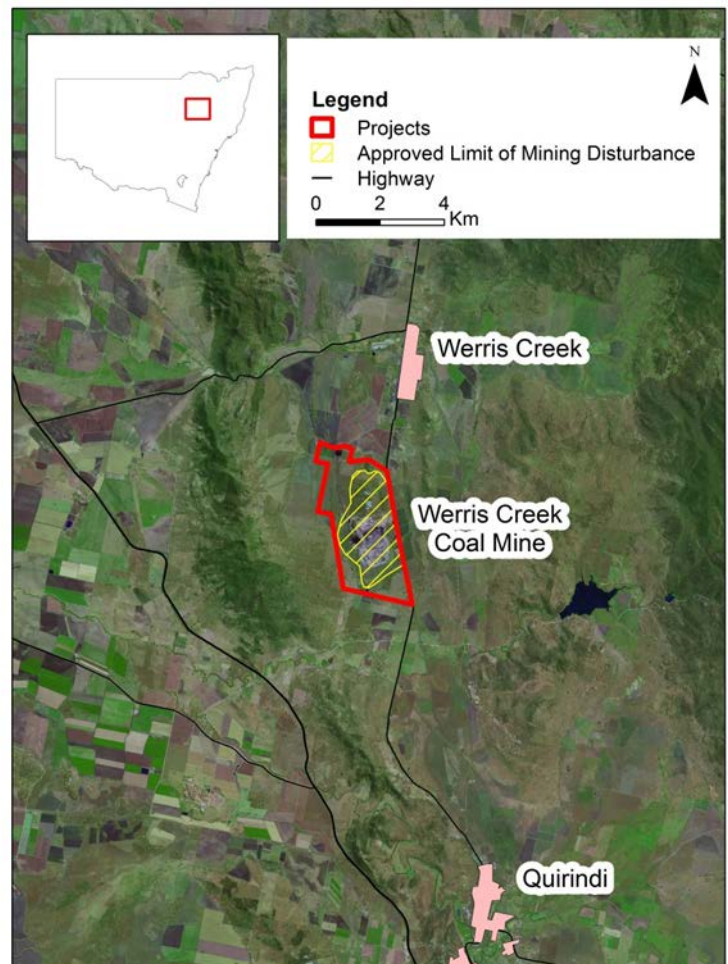 N
Legend
Projects
Approved Limit of Mining Disturbance
Highway
0 2 4
Km
Werris Creek
Werris Creek
Coal Mine
Quirindi